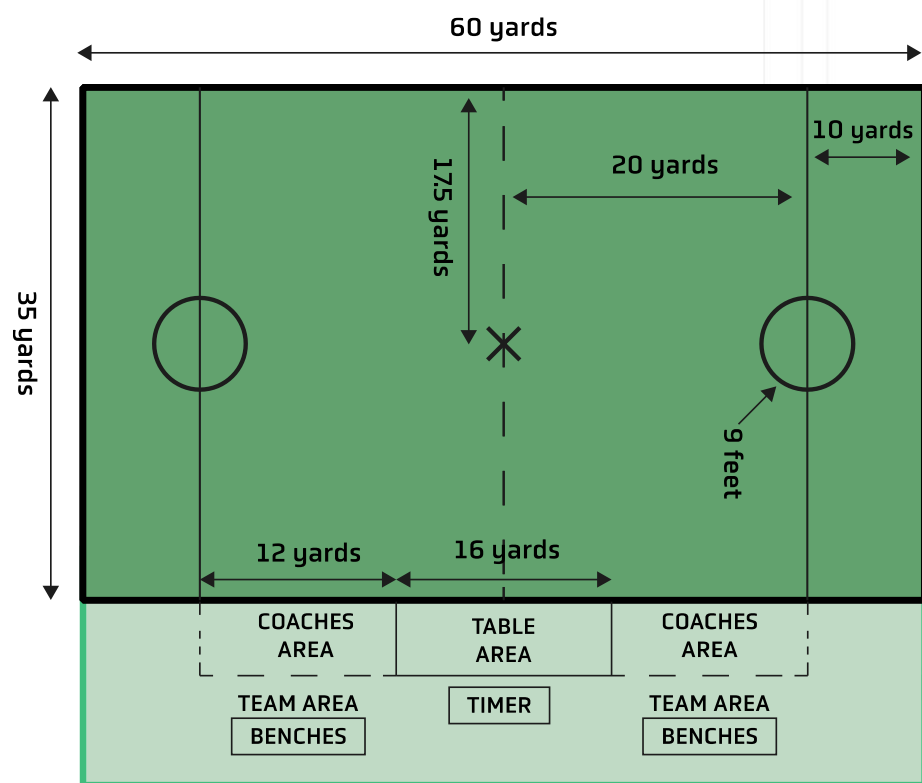 60 yards
10 yards
20 yards
17.5 yards
35 yards
9 feet
12 yards
16 yards
COACHES
AREA
TABLE
AREA
COACHES
AREA
TEAM AREA
BENCHES
TIMER
TEAM AREA
BENCHES